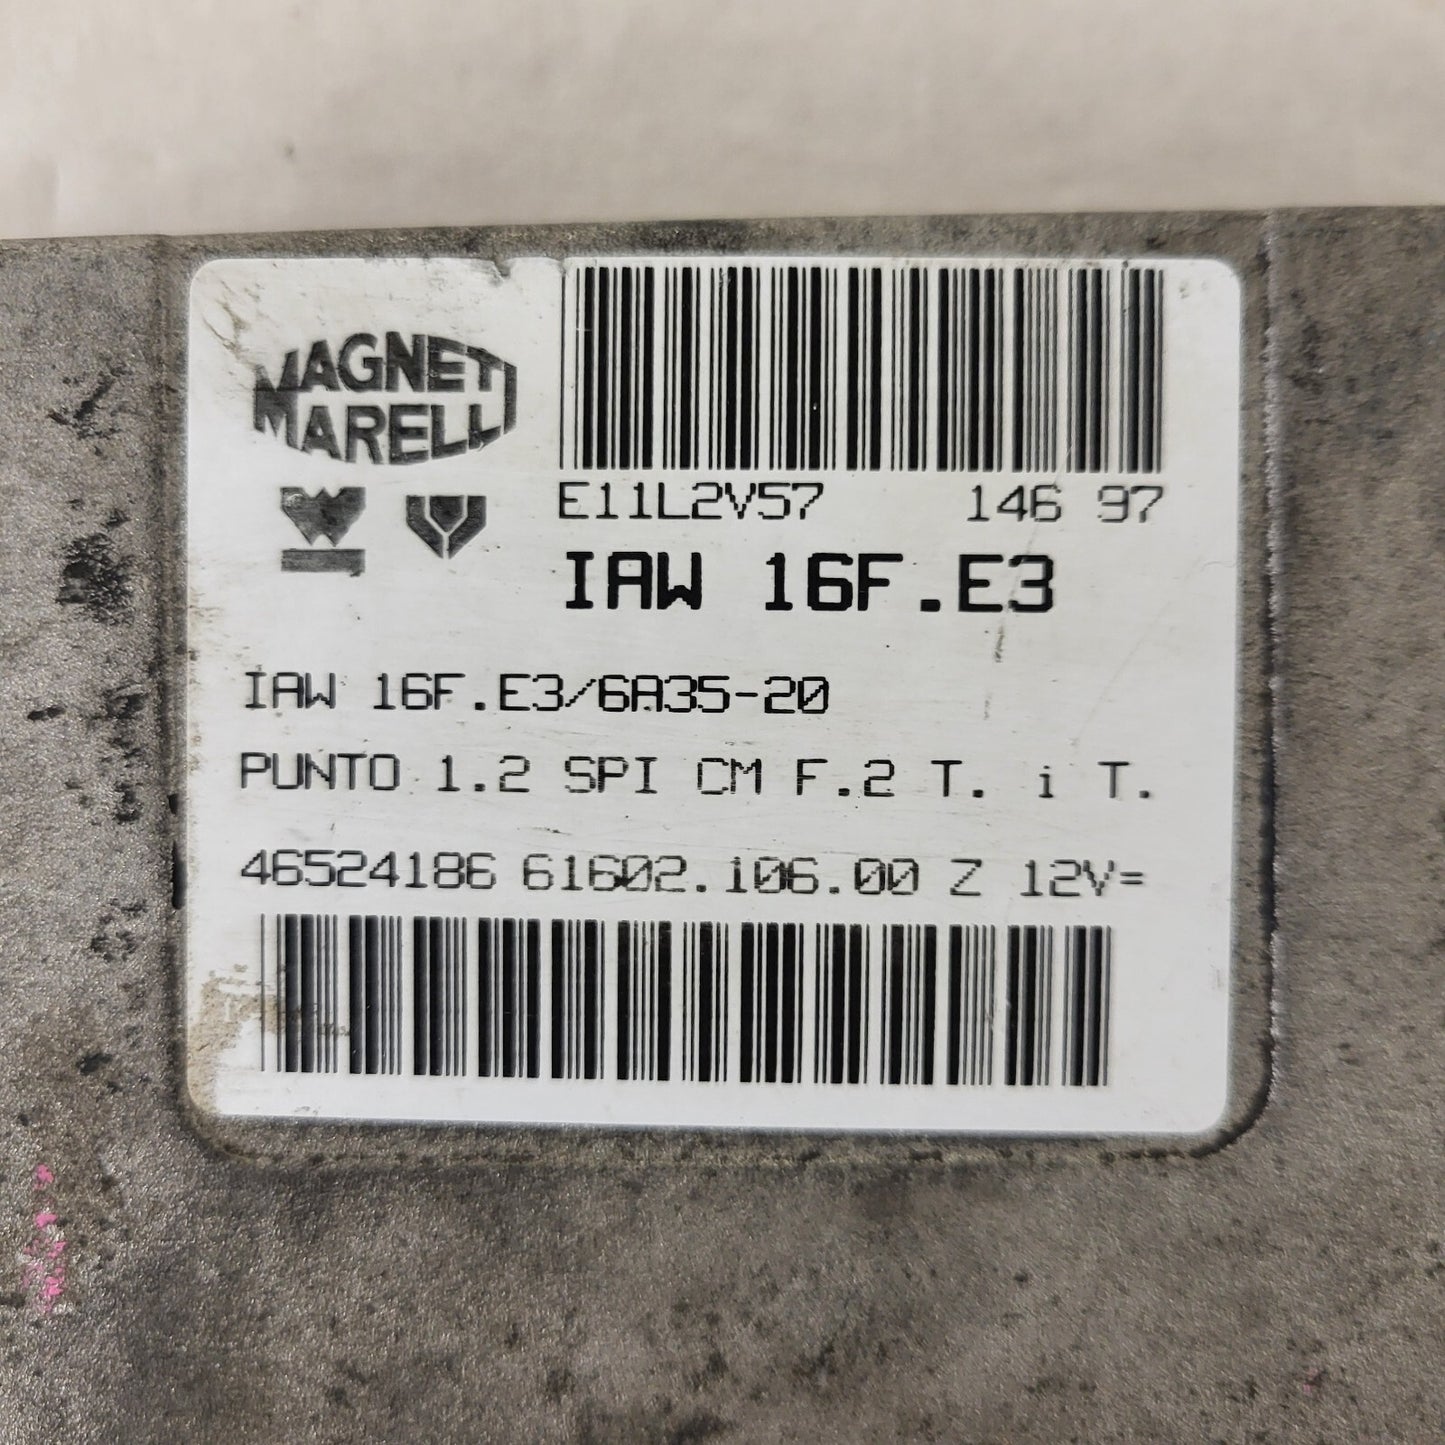 MAGNETI
MARELLI
E11L2V57 146 97
IAW 16F.E3
IAW 16F.E3/6A35-20
PUNTO 1.2 SPI CM F.2 T. i T.
46524186 61602.106.00 Z 12V=